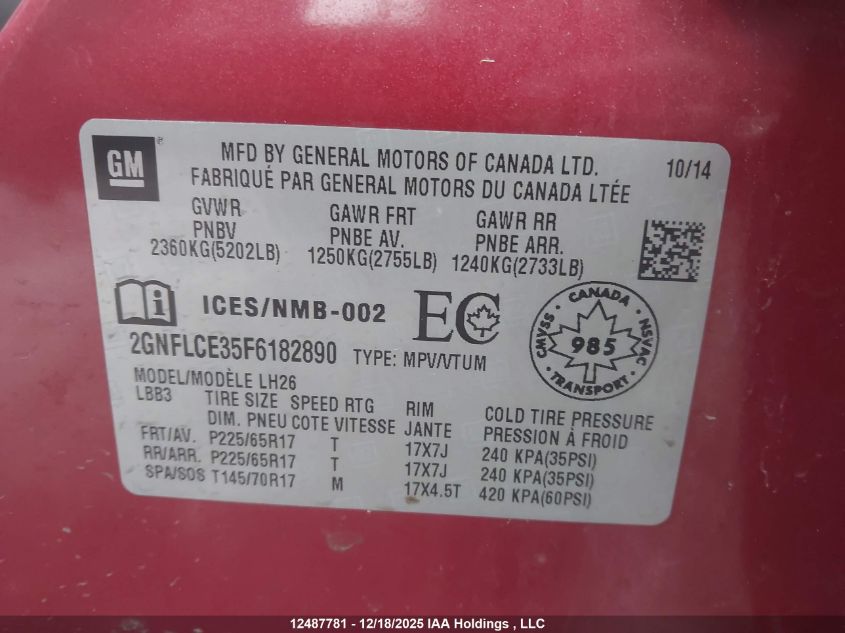 GM
MFD BY GENERAL MOTORS OF CANADA LTD. 10/14
FABRIQUÉ PAR GENERAL MOTORS DU CANADA LTÉE
GVWR GAWR FRT GAWR RR
PNBV PNBE AV. PNBE ARR.
2360KG(5202LB) 1250KG(2755LB) 1240KG(2733LB)
ICES/NMB-002 EC
CANADA
CMVSS 985 NSVAC
TRANSPORT
2GNFLCE35F6182890 TYPE: MPV/VTUM
MODEL/MODÈLE LH26
LBB3 TIRE SIZE SPEED RTG RIM COLD TIRE PRESSURE
DIM. PNEU COTE VITESSE JANTE PRESSION À FROID
FRT/AV. P225/65R17 T 17X7J 240 KPA(35PSI)
RR/ARR. P225/65R17 T 17X7J 240 KPA(35PSI)
SPA/SOS T145/70R17 M 17X4.5T 420 KPA(60PSI)
12487781 - 12/18/2025 IAA Holdings , LLC